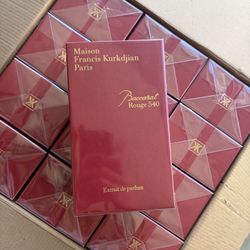 Maison
Francis Kurkdjian
Paris
Baccarat
Rouge 540
Extrait de parfum